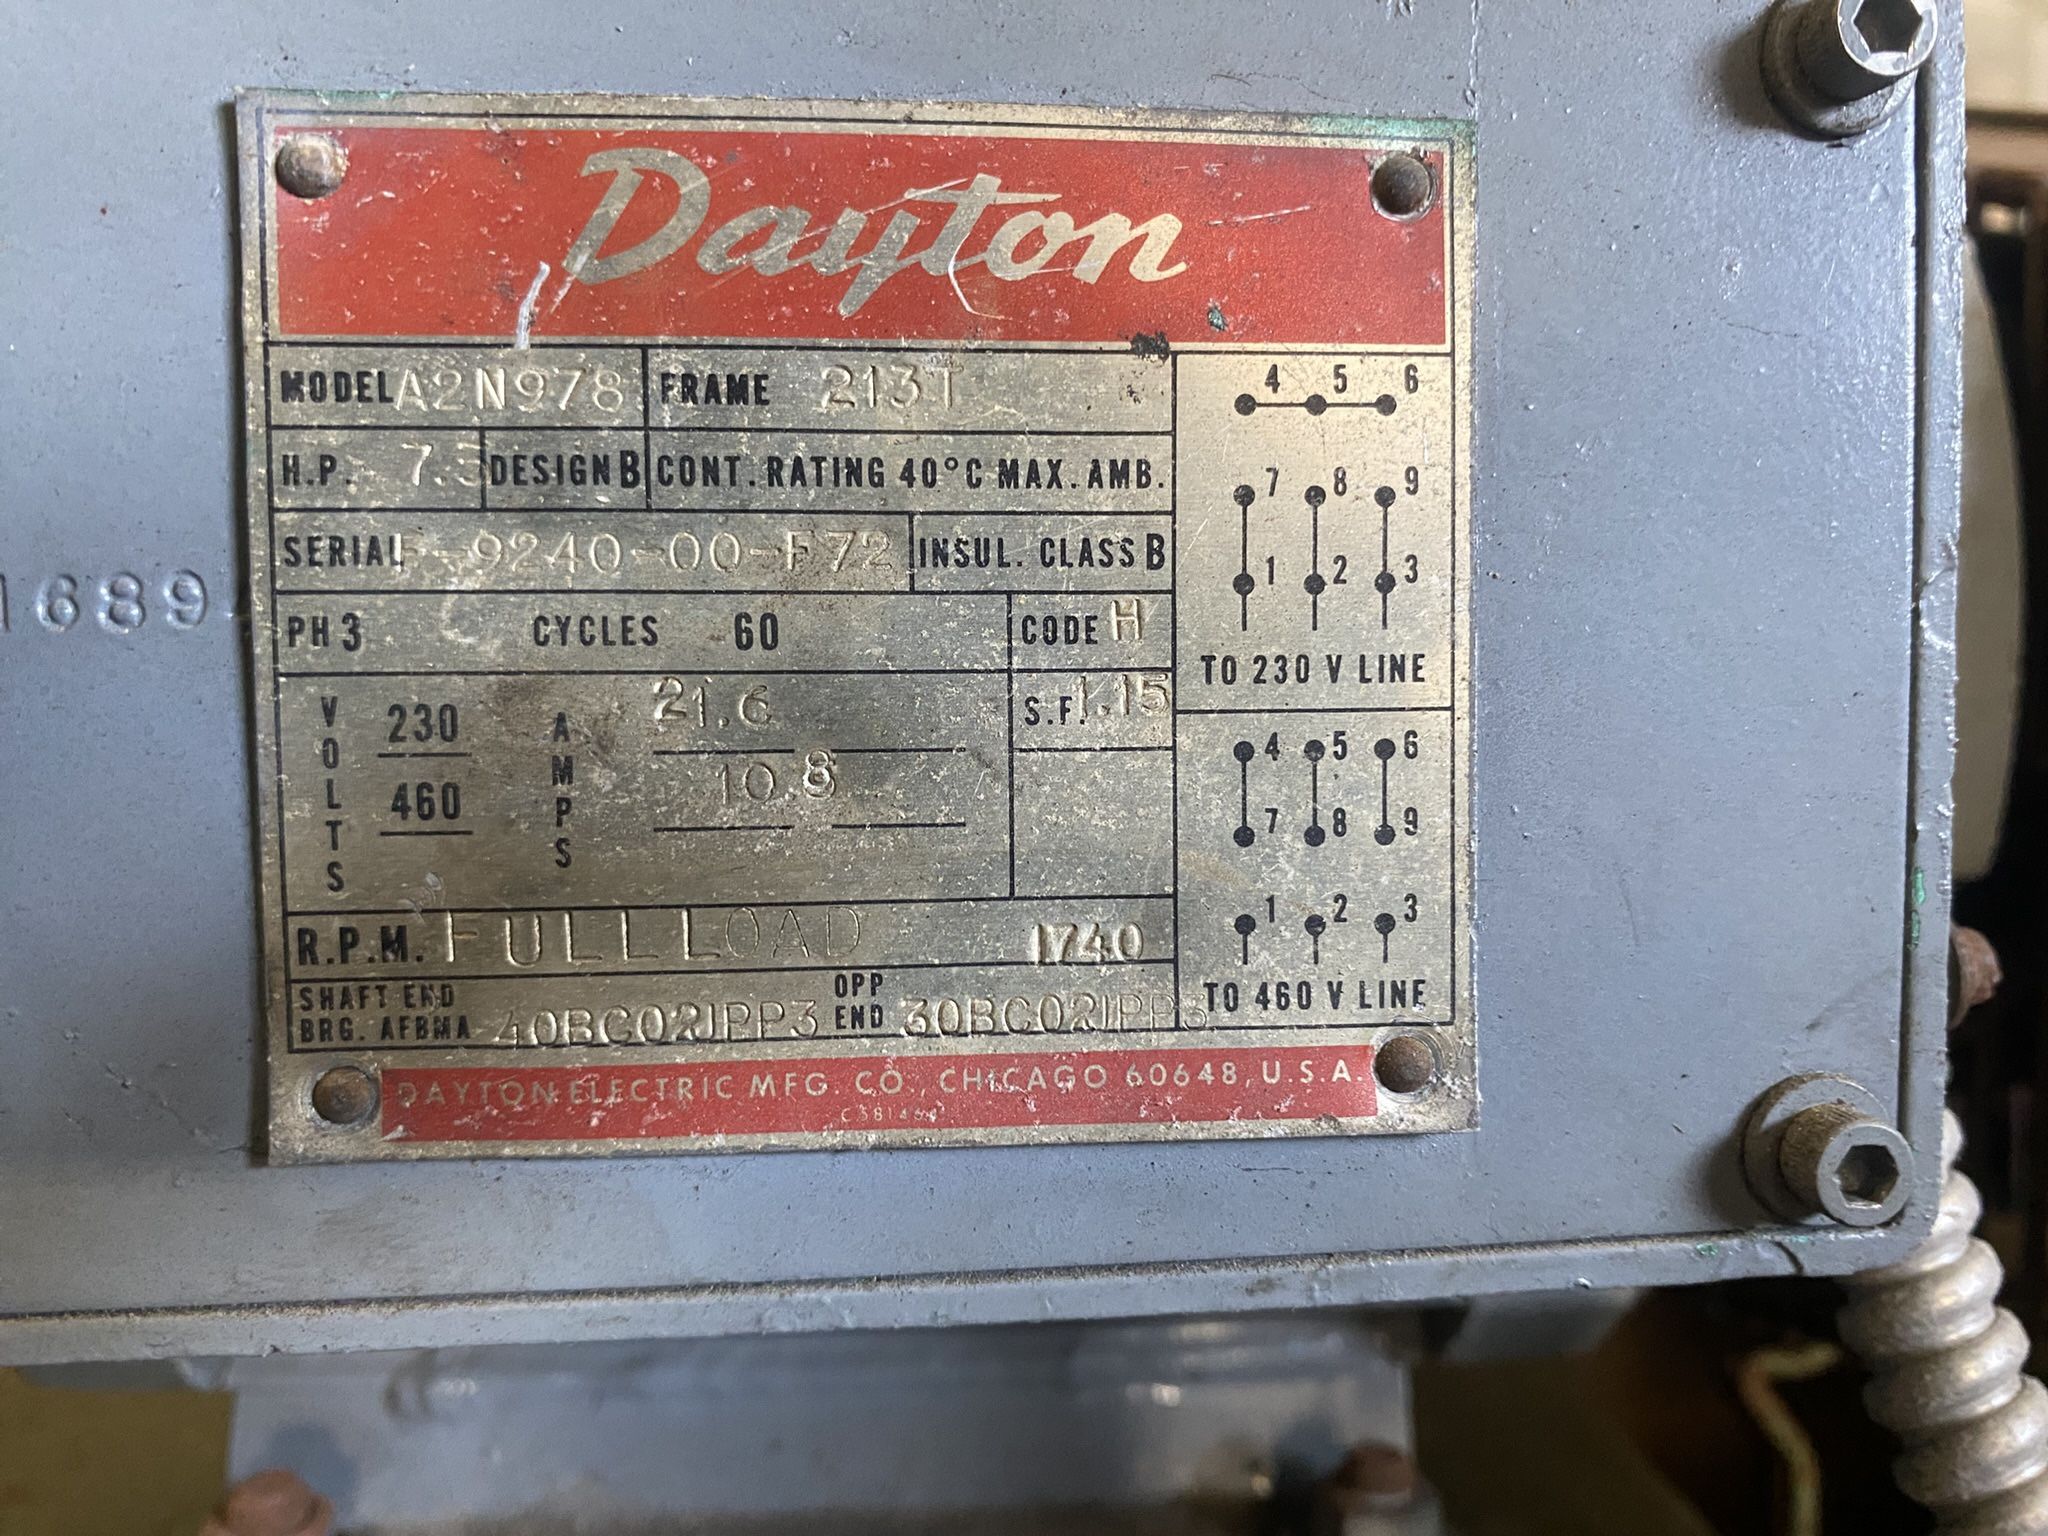 Dayton
MODEL A2N978 FRAME 213T
H.P. 7.5 DESIGN B CONT. RATING 40°C MAX. AMB.
SERIAL F-9240-00-F72 INSUL. CLASS B
1689
PH 3 CYCLES 60 CODE H
VOLTS 230 AMPS 21.6 S.F. 1.15
460 10.8
R.P.M. FULL LOAD 1740
SHAFT END OPP
BRG. AFBMA 40BC02JPP3 END 30BC02JPP3
4 5 6
7 8 9
1 2 3
TO 230 V LINE
4 5 6
7 8 9
1 2 3
TO 460 V LINE
DAYTON ELECTRIC MFG. CO., CHICAGO 60648, U.S.A.